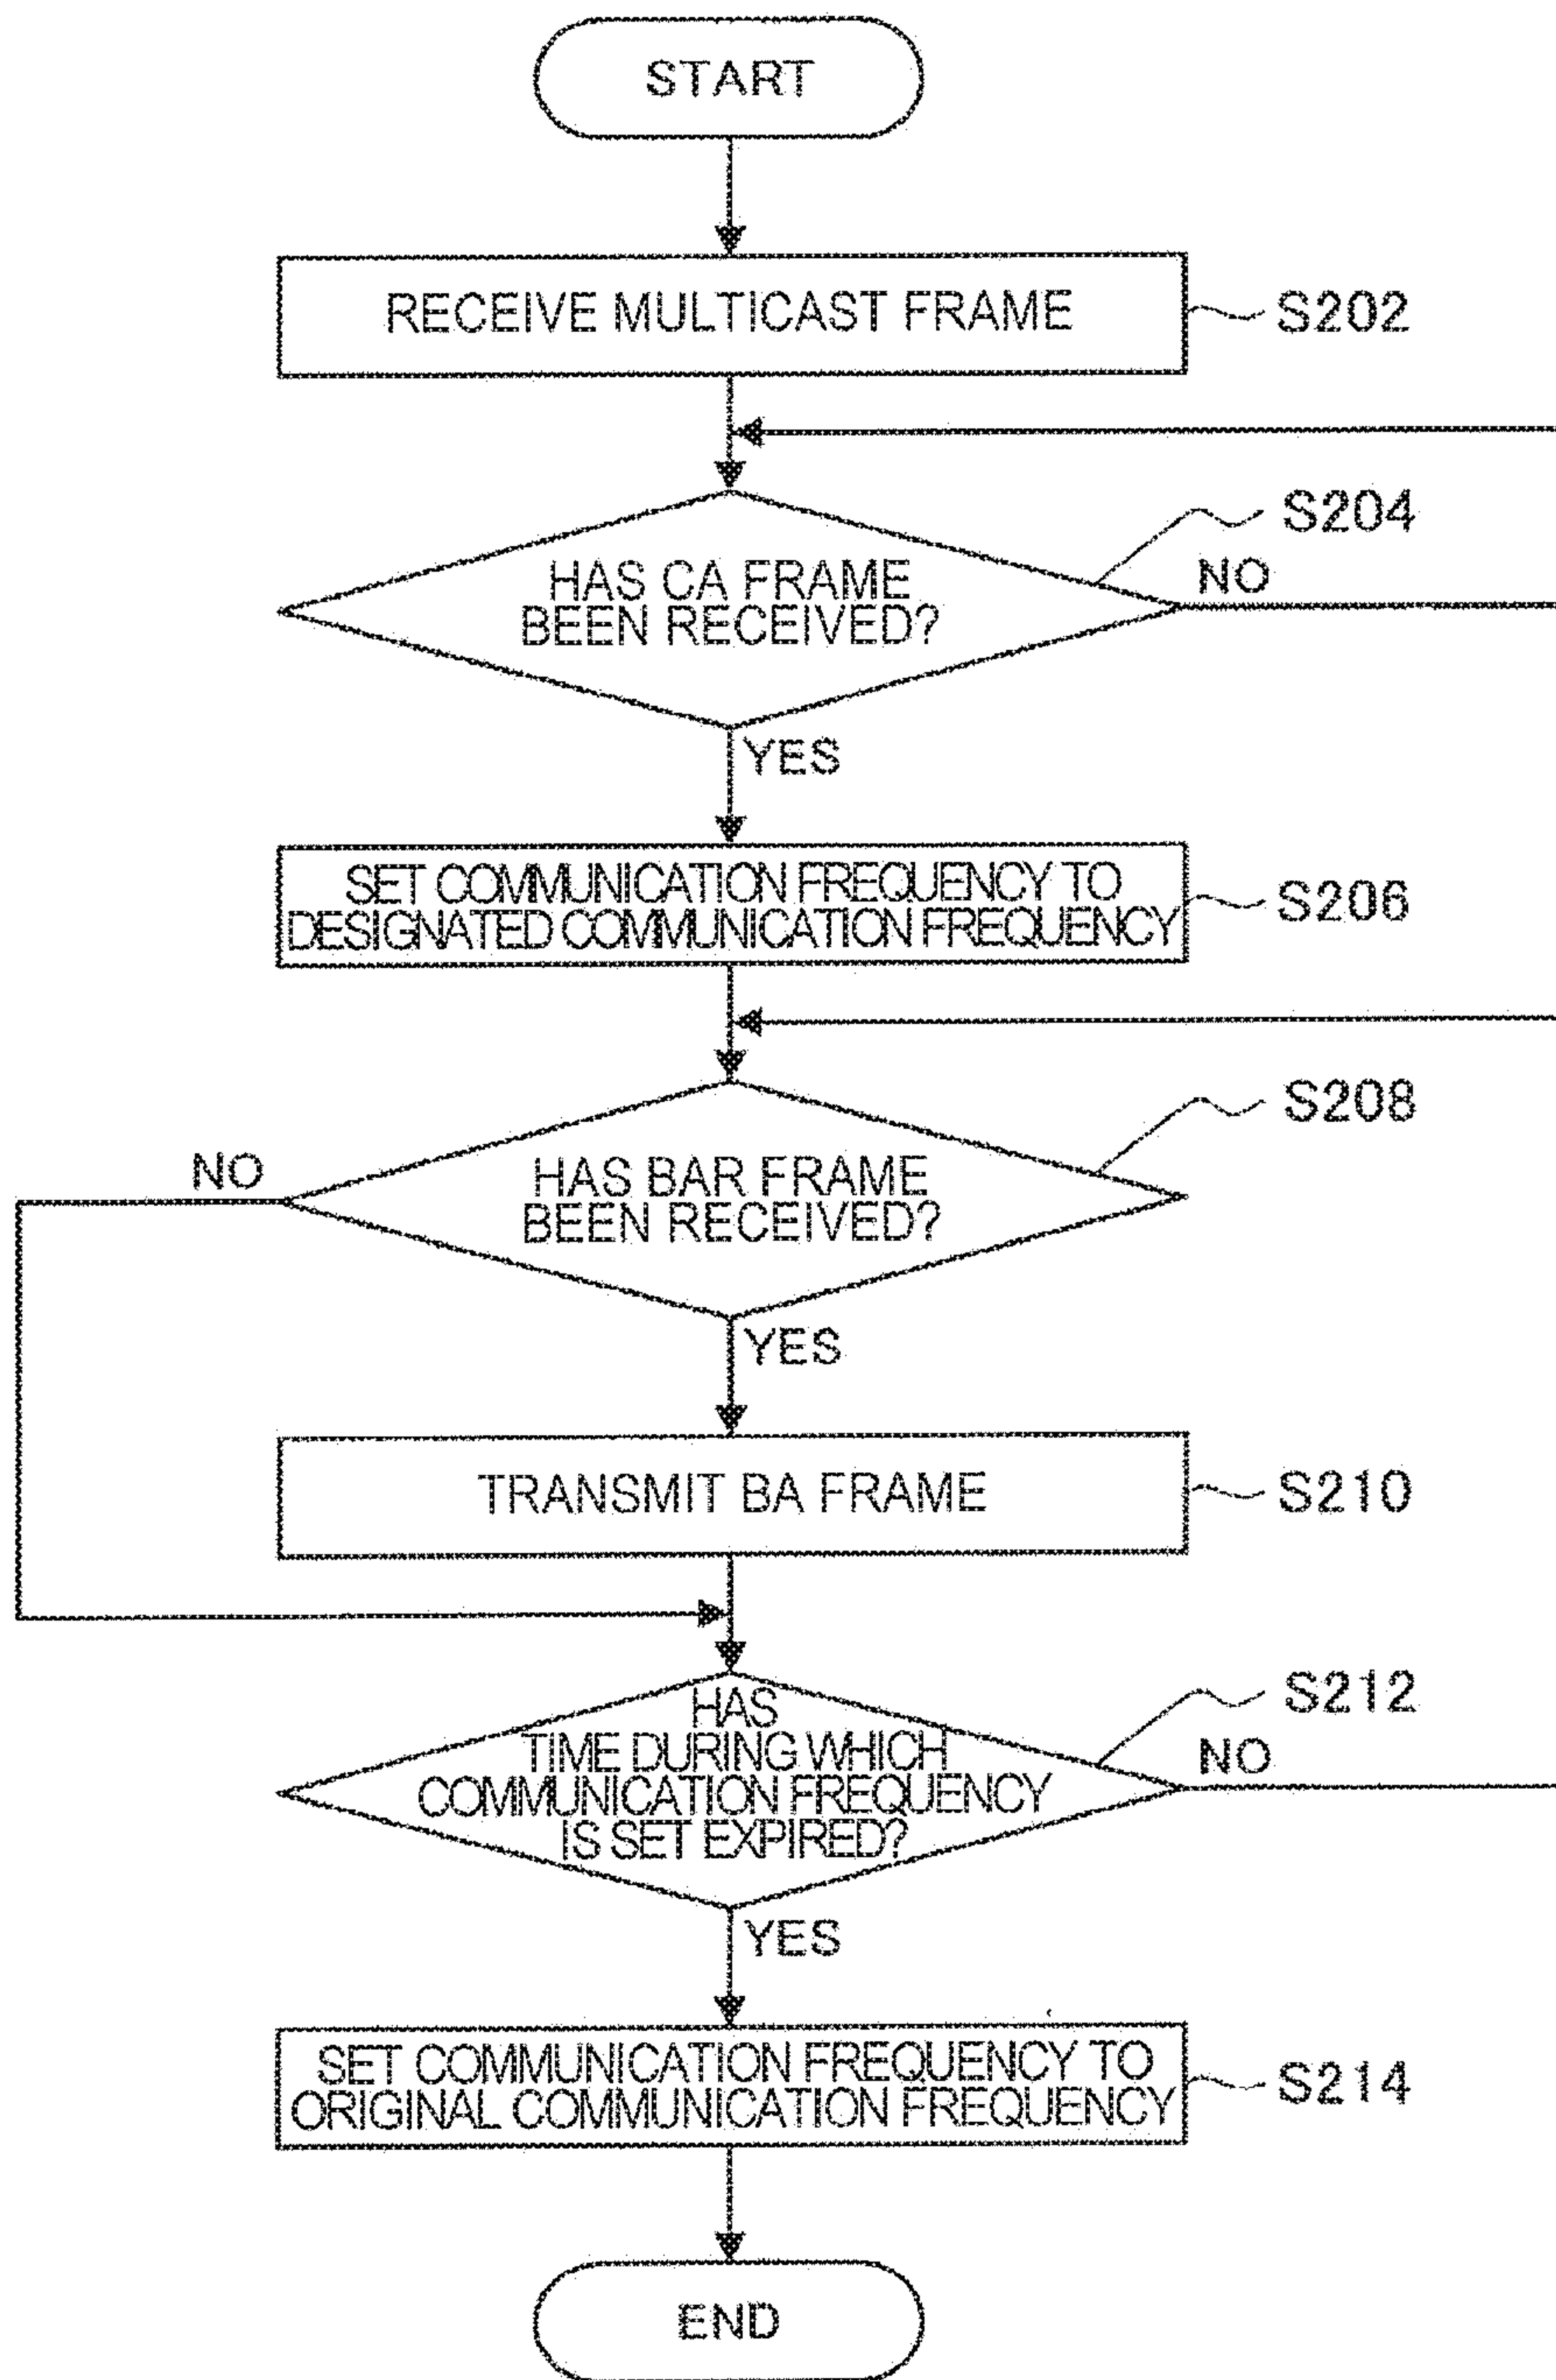 START
RECEIVE MULTICAST FRAME
S202
S204
HAS CA FRAME
BEEN RECEIVED?
NO
YES
SET COMMUNICATION FREQUENCY TO
DESIGNATED COMMUNICATION FREQUENCY
S206
S208
NO
HAS BAR FRAME
BEEN RECEIVED?
YES
TRANSMIT BA FRAME
S210
S212
HAS
TIME DURING WHICH
COMMUNICATION FREQUENCY
IS SET EXPIRED?
NO
YES
SET COMMUNICATION FREQUENCY TO
ORIGINAL COMMUNICATION FREQUENCY
S214
END